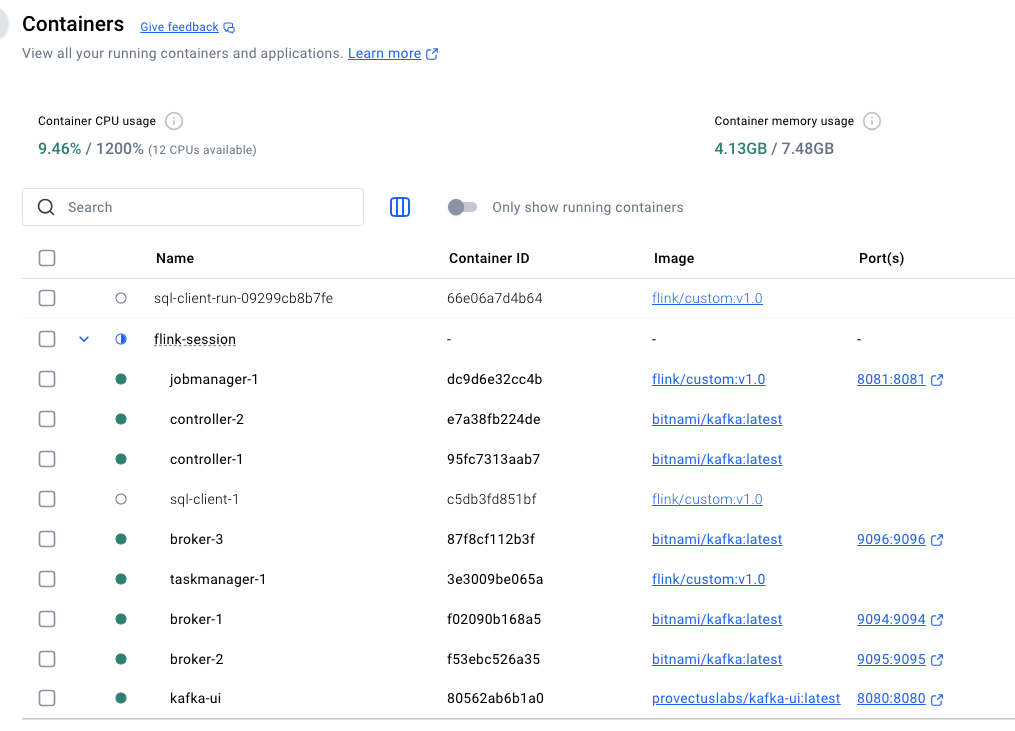 Containers Give feedback
View all your running containers and applications. Learn more
Container CPU usage Container memory usage
9.46% / 1200% (12 CPUs available) 4.13GB / 7.48GB
Search Only show running containers
Name Container ID Image Port(s)
sql-client-run-09299cb8b7fe 66e06a7d4b64 flink/custom:v1.0
flink-session - - -
jobmanager-1 dc9d6e32cc4b flink/custom:v1.0 8081:8081
controller-2 e7a38fb224de bitnami/kafka:latest
controller-1 95fc7313aab7 bitnami/kafka:latest
sql-client-1 c5db3fd851bf flink/custom:v1.0
broker-3 87f8cf112b3f bitnami/kafka:latest 9096:9096
taskmanager-1 3e3009be065a flink/custom:v1.0
broker-1 f02090b168a5 bitnami/kafka:latest 9094:9094
broker-2 f53ebc526a35 bitnami/kafka:latest 9095:9095
kafka-ui 80562ab6b1a0 provectuslabs/kafka-ui:latest 8080:8080